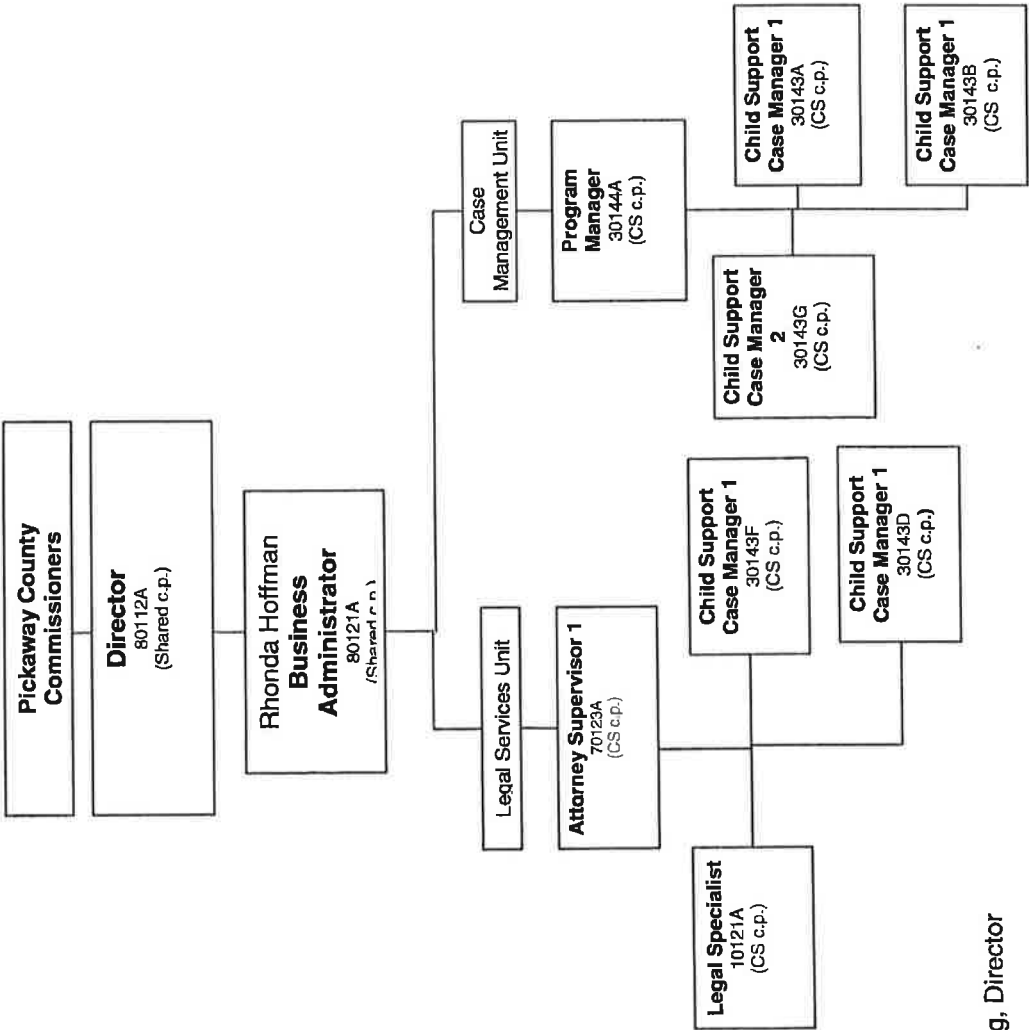 Pickaway County
Commissioners
Director
80112A
(Shared c.p.)
Rhonda Hoffman
Business
Administrator
80121A
(Shared c.p.)
Legal Services Unit
Attorney Supervisor 1
70123A
(CS c.p.)
Legal Specialist
10121A
(CS c.p.)
Child Support
Case Manager 1
30143F
(CS c.p.)
Child Support
Case Manager 1
30143D
(CS c.p.)
Case
Management Unit
Program
Manager
30144A
(CS c.p.)
Child Support
Case Manager
2
30143G
(CS c.p.)
Child Support
Case Manager 1
30143A
(CS c.p.)
Child Support
Case Manager 1
30143B
(CS c.p.)
Director